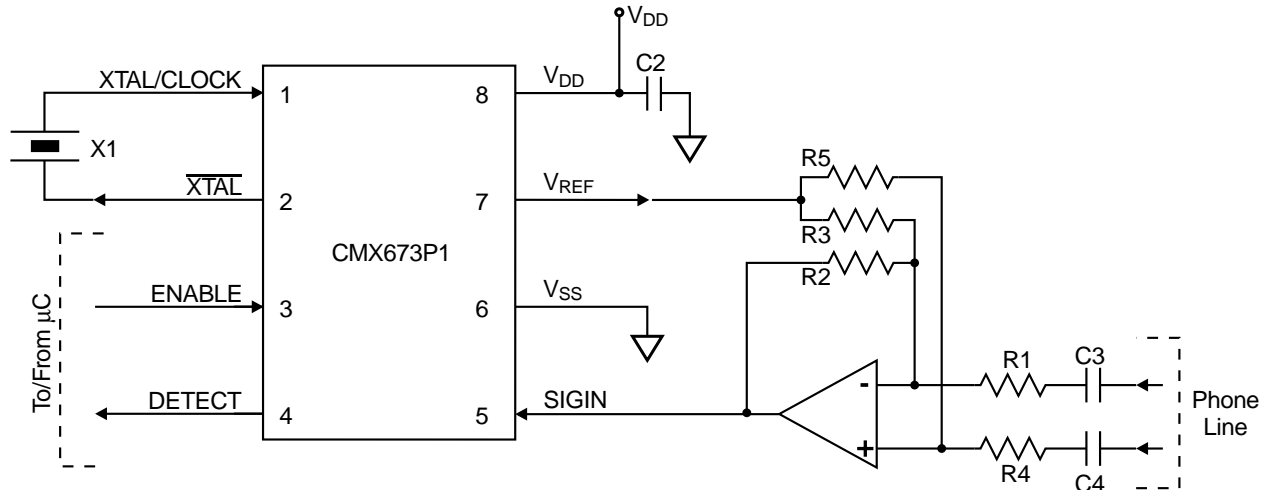 VDD
C2
XTAL/CLOCK
1
VDD
8
X1
XTAL
2
VREF
7
R5
R3
R2
CMX673P1
To/From µC
ENABLE
3
VSS
6
DETECT
4
SIGIN
5
-
+
R1
C3
R4
C4
Phone
Line